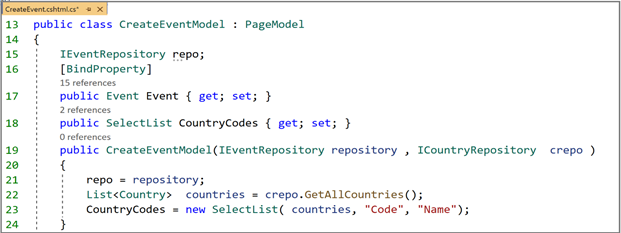 CreateEvent.cshtml.cs*
13 public class CreateEventModel : PageModel
14 {
15 IEventRepository repo;
16 [BindProperty]
15 references
17 public Event Event { get; set; }
2 references
18 public SelectList CountryCodes { get; set; }
0 references
19 public CreateEventModel(IEventRepository repository , ICountryRepository crepo )
20 {
21 repo = repository;
22 List<Country> countries = crepo.GetAllCountries();
23 CountryCodes = new SelectList( countries, "Code", "Name");
24 }